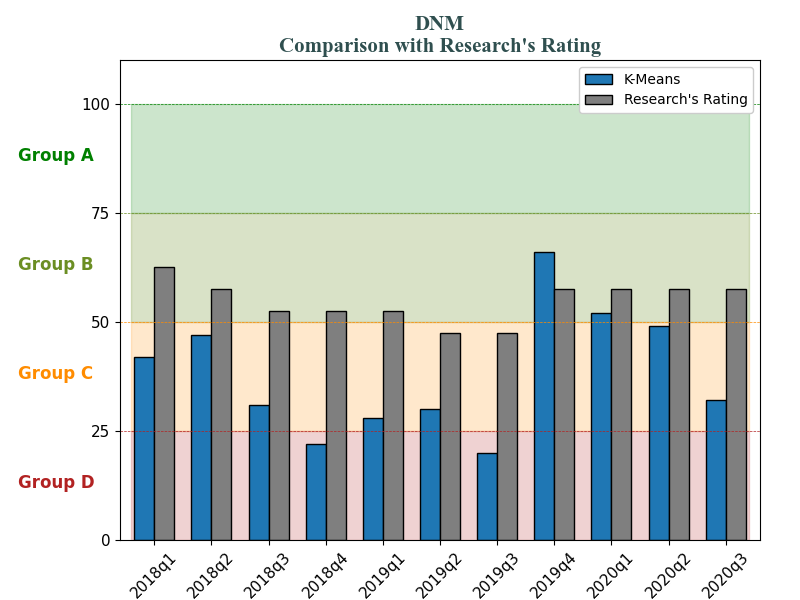 DNM
Comparison with Research's Rating
K-Means
Research's Rating
100
Group A
75
Group B
50
Group C
25
Group D
0
2018q1
2018q2
2018q3
2018q4
2019q1
2019q2
2019q3
2019q4
2020q1
2020q2
2020q3